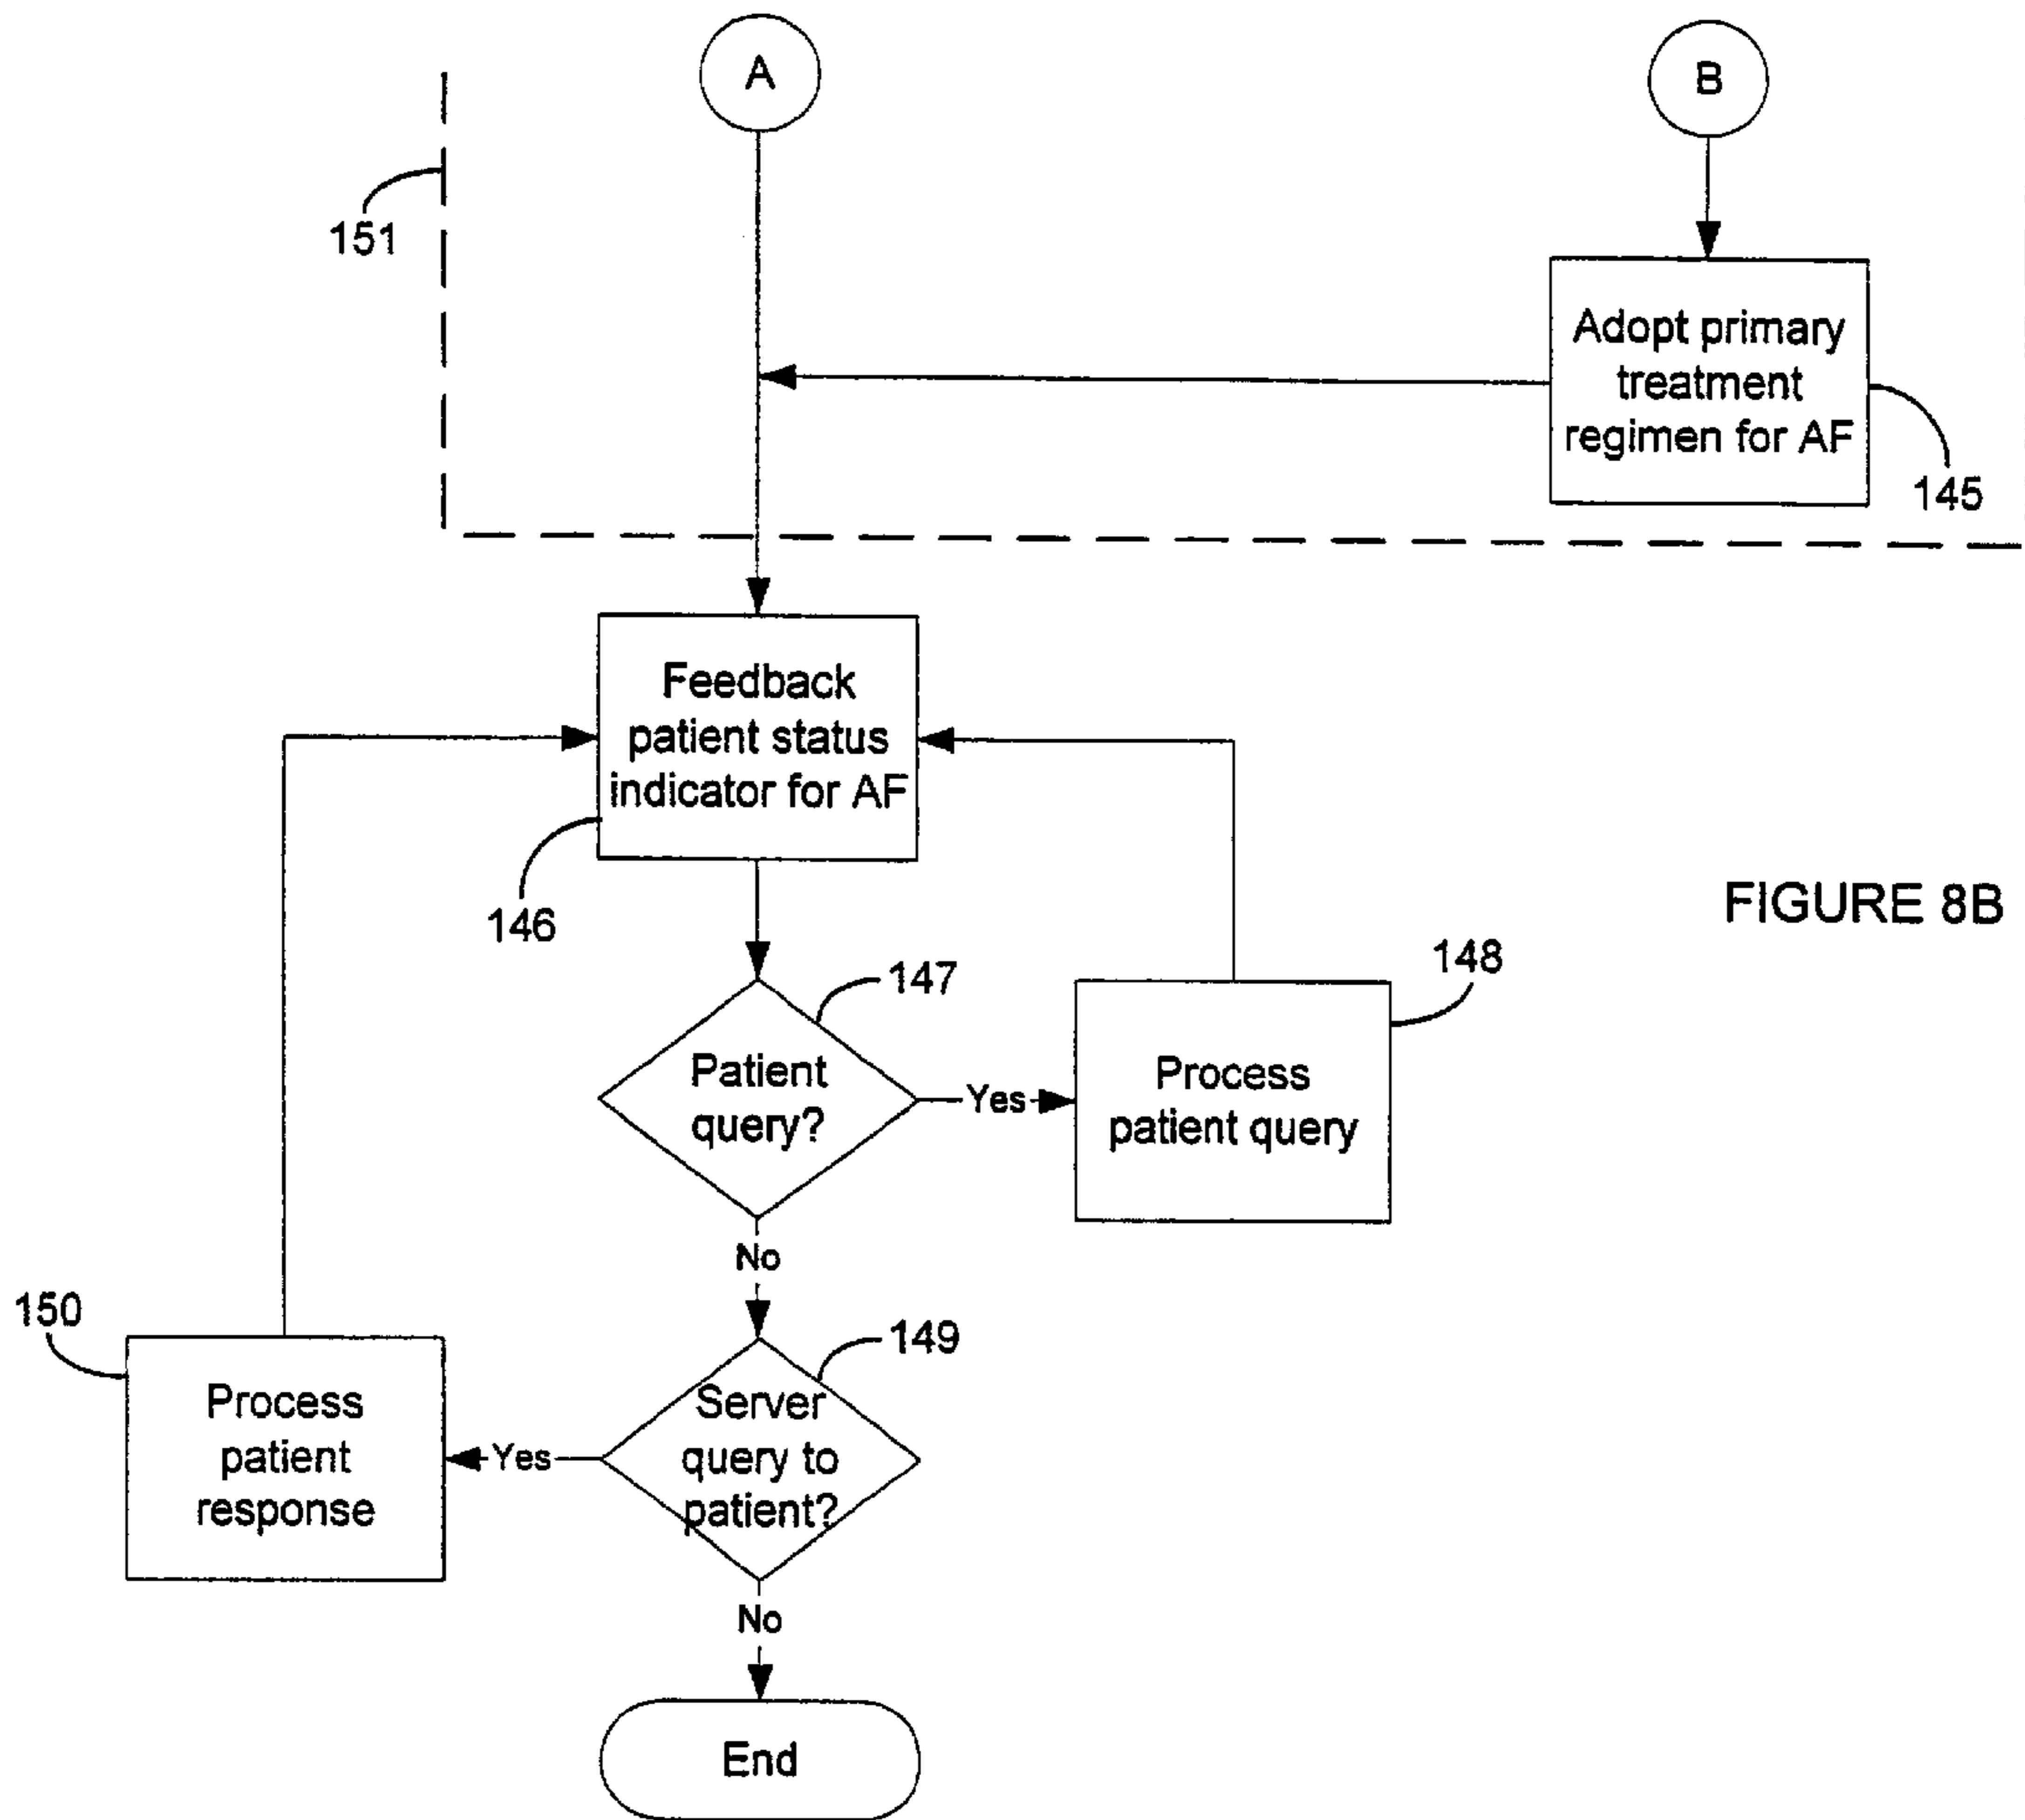 A
B
151
Adopt primary
treatment
regimen for AF
145
Feedback
patient status
indicator for AF
146
FIGURE 8B
147
148
Patient
query?
Yes
Process
patient query
No
150
149
Process
patient
response
Yes
Server
query to
patient?
No
End